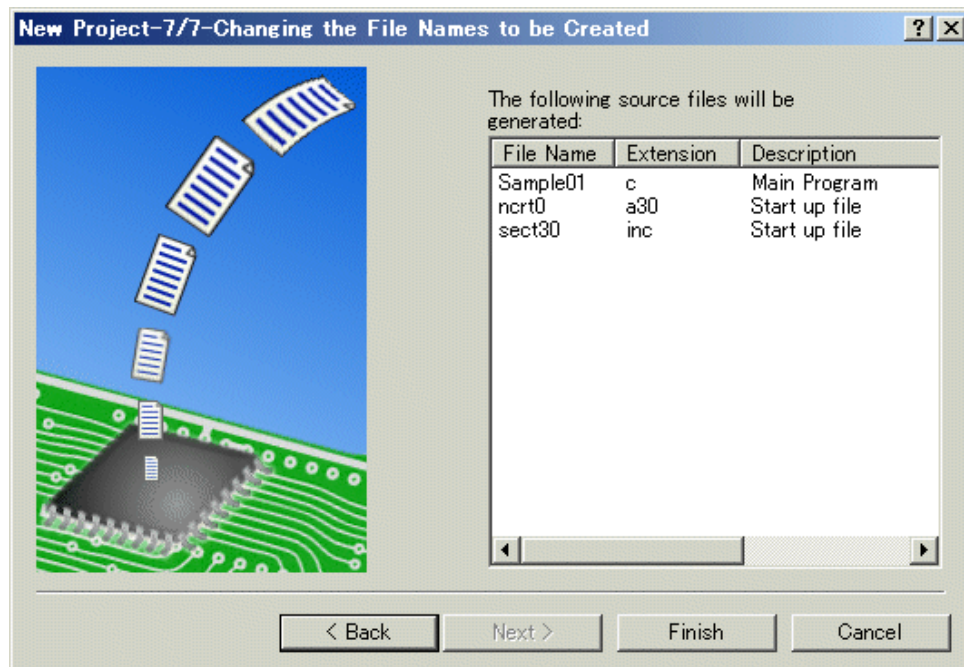 New Project-7/7-Changing the File Names to be Created
The following source files will be
generated:
File Name Extension Description
Sample01 c Main Program
ncrt0 a30 Start up file
sect30 inc Start up file
< Back Next > Finish Cancel